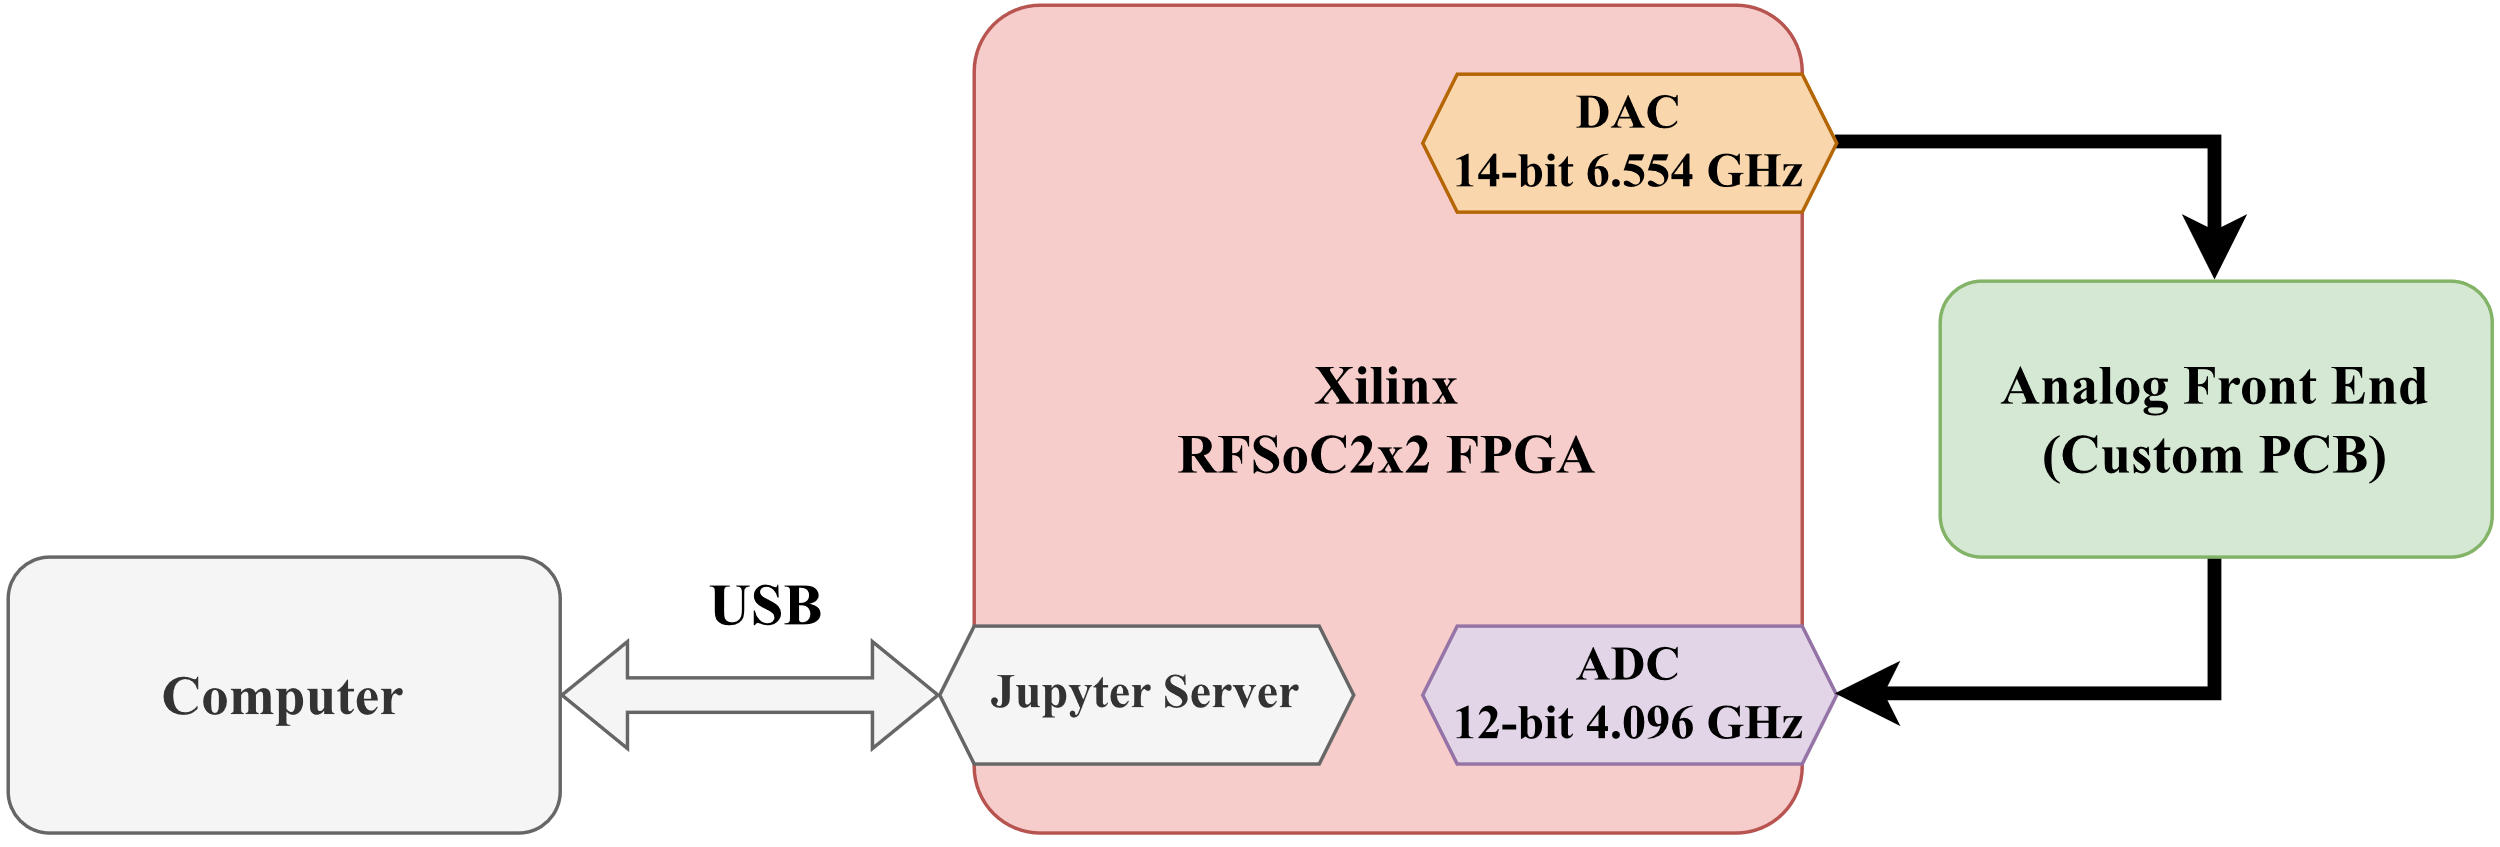 DAC
14-bit 6.554 GHz
Xilinx
RFSoC2x2 FPGA
Analog Front End
(Custom PCB)
USB
Computer
Jupyter Server
ADC
12-bit 4.096 GHz